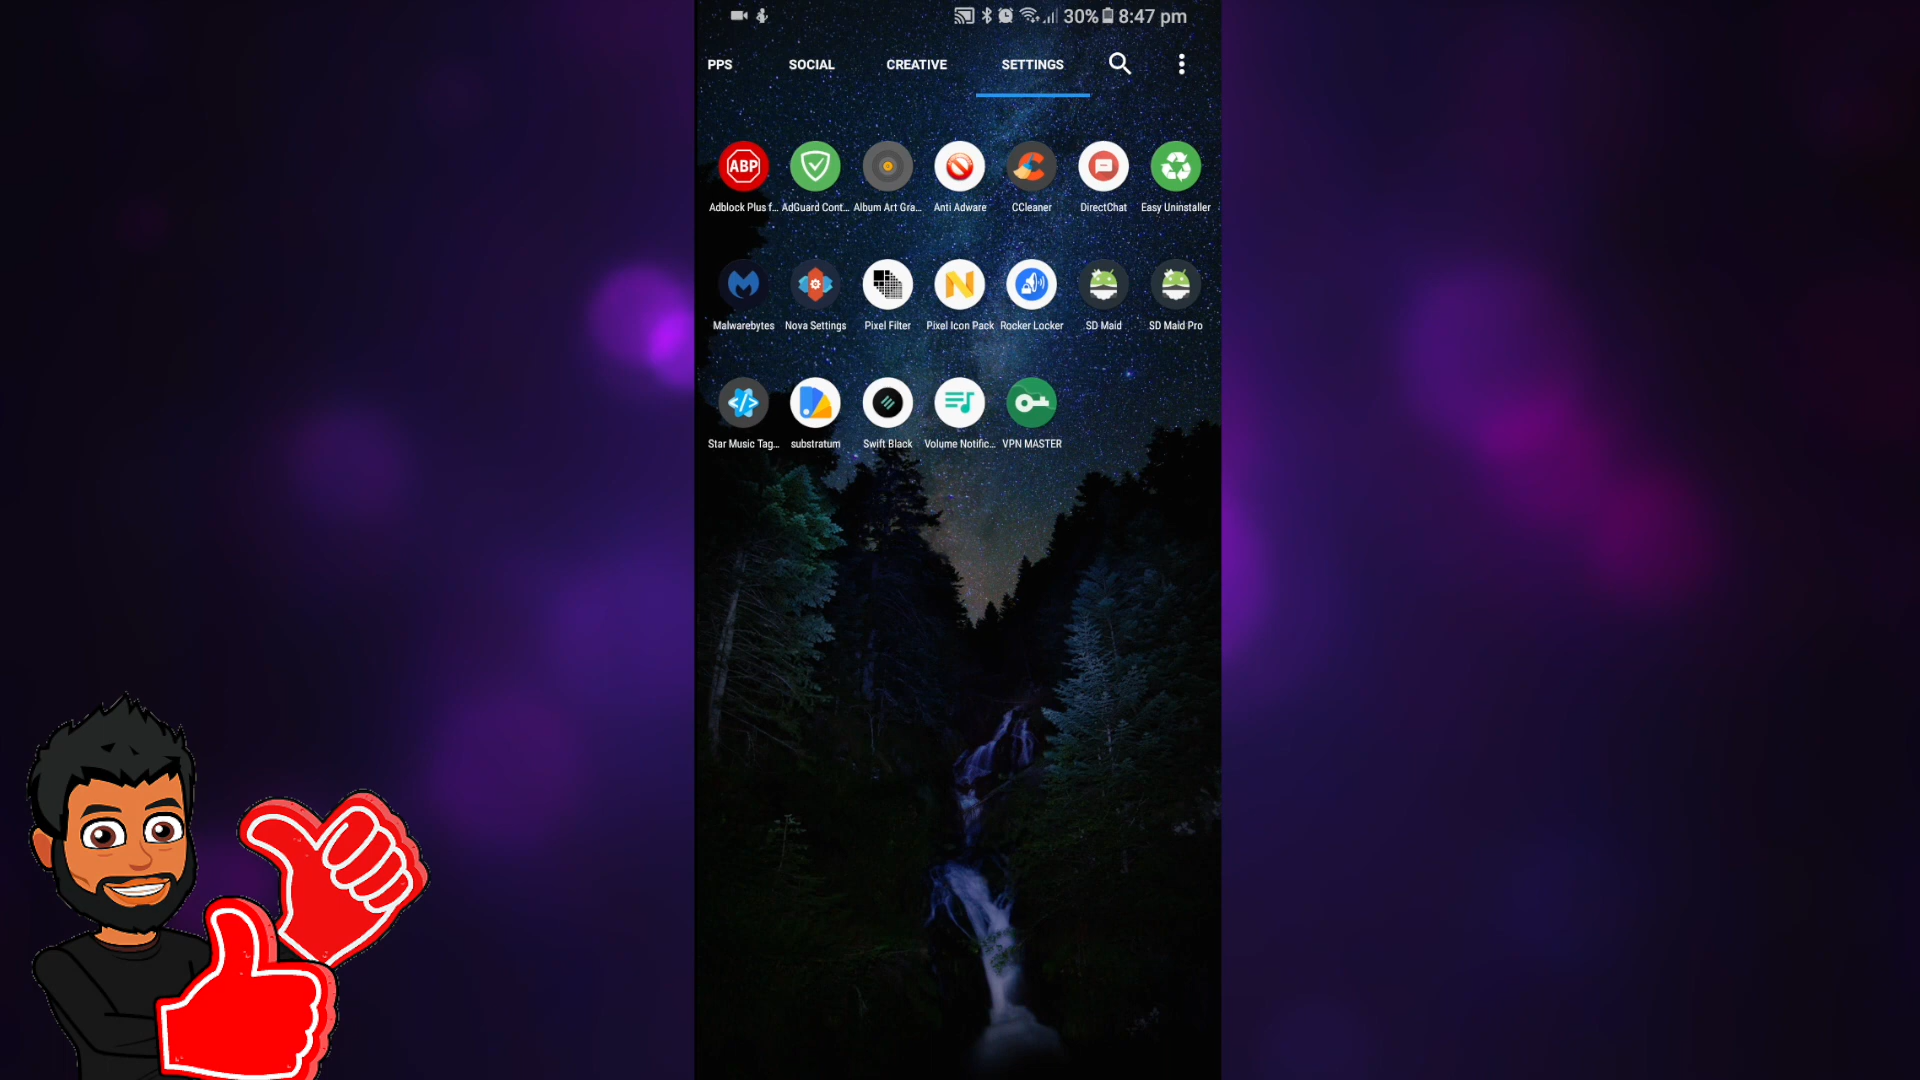 30% 8:47 pm
PPS SOCIAL CREATIVE SETTINGS
ABP
Adblock Plus f... AdGuard Cont... Album Art Gra... Anti Adware CCleaner DirectChat Easy Uninstaller
N
Malwarebytes Nova Settings Pixel Filter Pixel Icon Pack Rocker Locker SD Maid SD Maid Pro
</>
Star Music Tag... substratum Swift Black Volume Notific... VPN MASTER